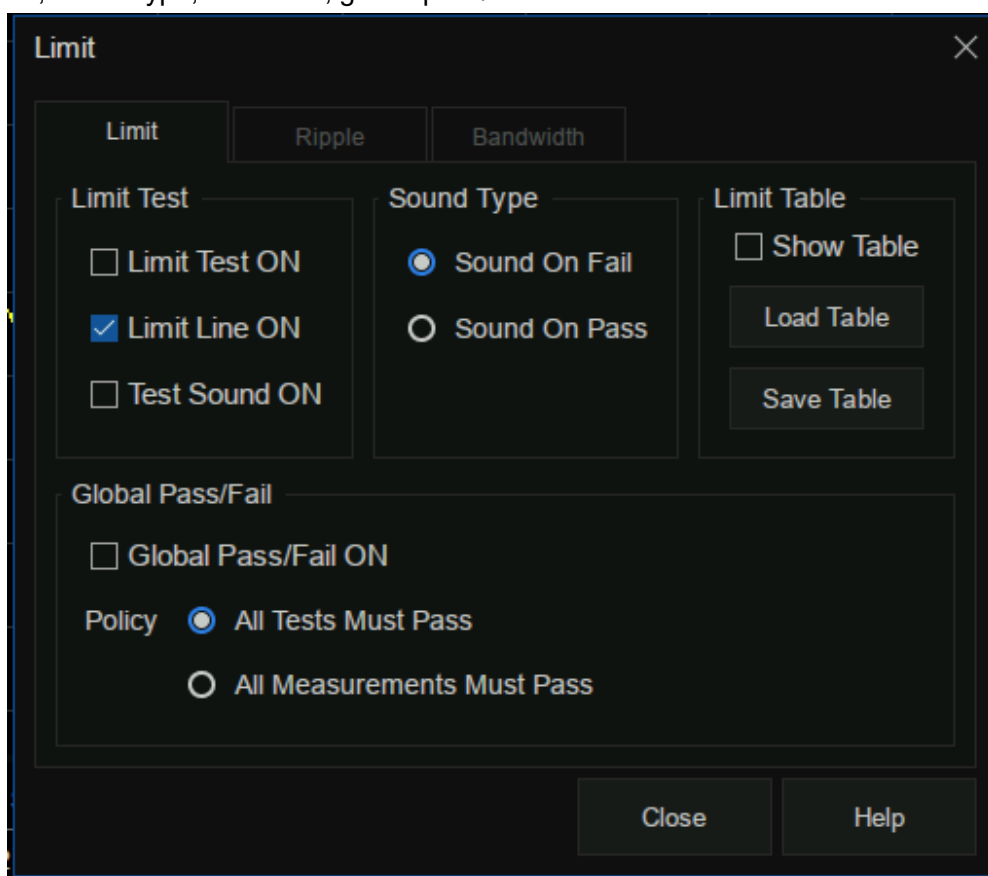 Limit
Limit Ripple Bandwidth
Limit Test Sound Type Limit Table
Limit Test ON Sound On Fail Show Table
Limit Line ON Sound On Pass Load Table
Test Sound ON Save Table
Global Pass/Fail
Global Pass/Fail ON
Policy All Tests Must Pass
All Measurements Must Pass
Close Help